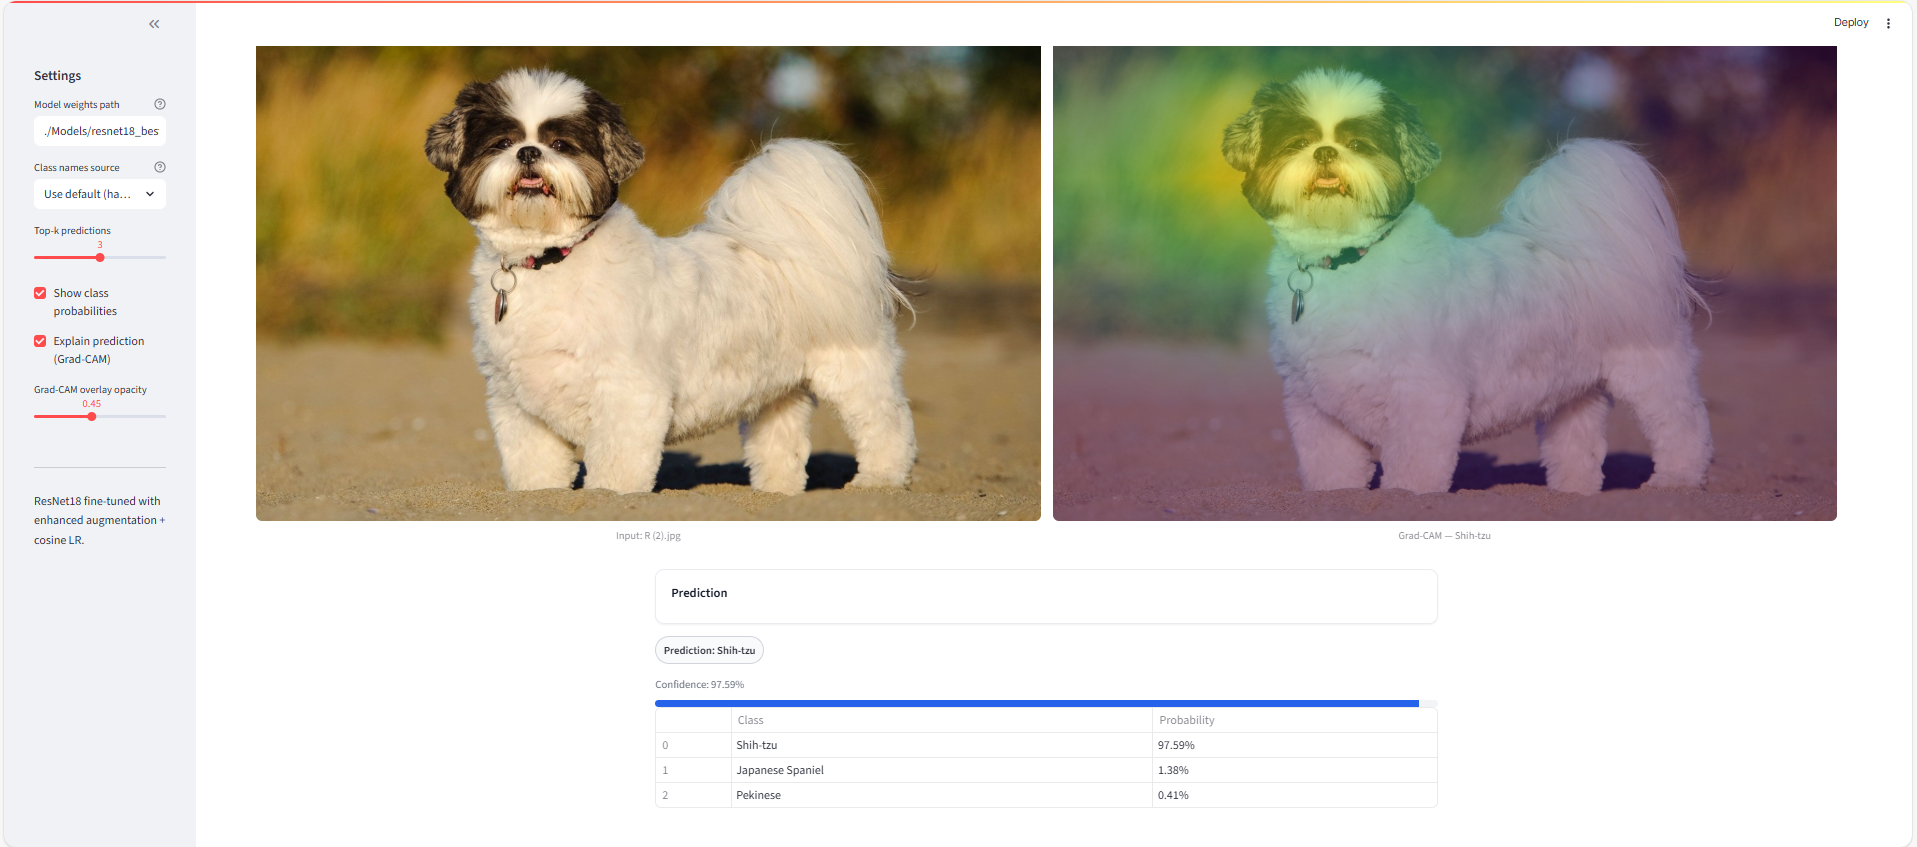 Deploy
Settings
Model weights path
./Models/resnet18_bes
Class names source
Use default (ha...
Top-k predictions
3
Show class
probabilities
Explain prediction
(Grad-CAM)
Grad-CAM overlay opacity
0.45
ResNet18 fine-tuned with
enhanced augmentation +
cosine LR.
Input: R (2).jpg
Grad-CAM — Shih-tzu
Prediction
Prediction: Shih-tzu
Confidence: 97.59%
Class Probability
0 Shih-tzu 97.59%
1 Japanese Spaniel 1.38%
2 Pekinese 0.41%